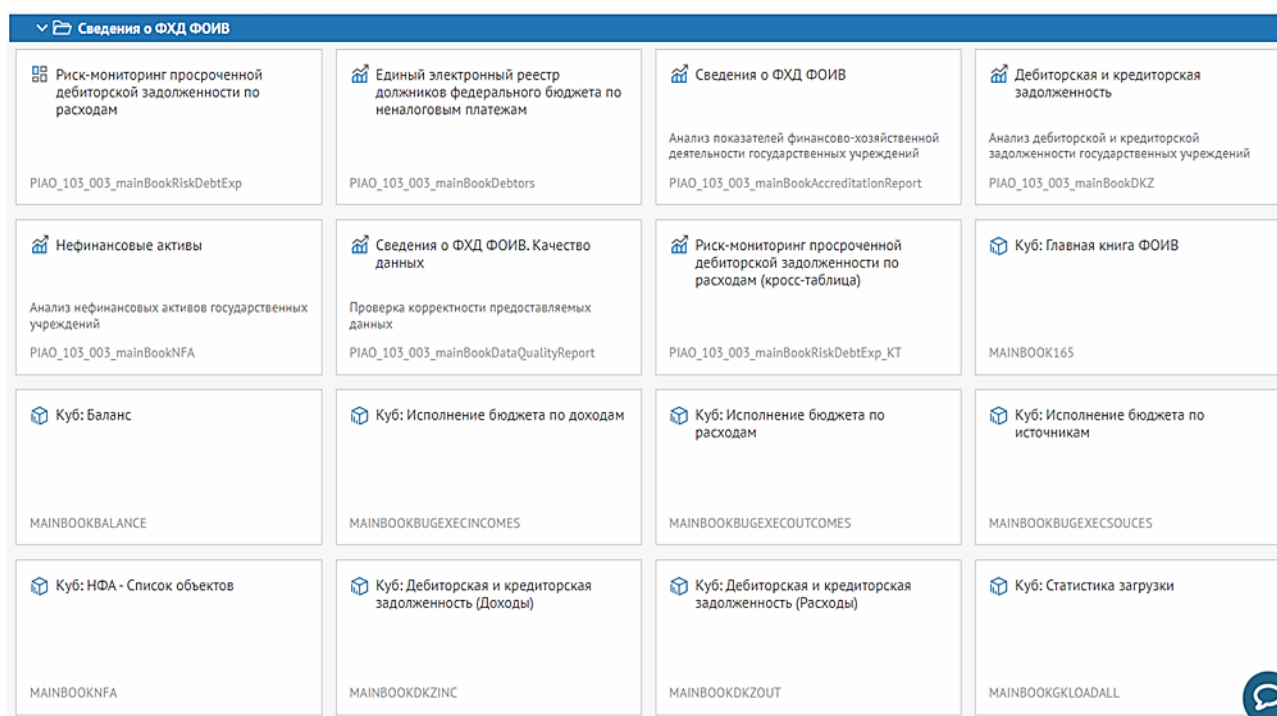 Сведения о ФХД ФОИВ
Риск-мониторинг просроченной
дебиторской задолженности по
расходам
PIAO_103_003_mainBookRiskDebtExp
Единый электронный реестр
должников федерального бюджета по
неналоговым платежам
PIAO_103_003_mainBookDebtors
Сведения о ФХД ФОИВ
Анализ показателей финансово-хозяйственной
деятельности государственных учреждений
PIAO_103_003_mainBookAccreditationReport
Дебиторская и кредиторская
задолженность
Анализ дебиторской и кредиторской
задолженности государственных учреждений
PIAO_103_003_mainBookDKZ
Нефинансовые активы
Анализ нефинансовых активов государственных
учреждений
PIAO_103_003_mainBookNFA
Сведения о ФХД ФОИВ. Качество
данных
Проверка корректности предоставляемых
данных
PIAO_103_003_mainBookDataQualityReport
Риск-мониторинг просроченной
дебиторской задолженности по
расходам (кросс-таблица)
PIAO_103_003_mainBookRiskDebtExp_KT
Куб: Главная книга ФОИВ
MAINBOOK165
Куб: Баланс
MAINBOOKBALANCE
Куб: Исполнение бюджета по доходам
MAINBOOKBUGEXECINCOMES
Куб: Исполнение бюджета по
расходам
MAINBOOKBUGEXECOUTCOMES
Куб: Исполнение бюджета по
источникам
MAINBOOKBUGEXECSOUCES
Куб: НФА - Список объектов
MAINBOOKNFA
Куб: Дебиторская и кредиторская
задолженность (Доходы)
MAINBOOKDKZINC
Куб: Дебиторская и кредиторская
задолженность (Расходы)
MAINBOOKDKZOUT
Куб: Статистика загрузки
MAINBOOKGKLOADALL